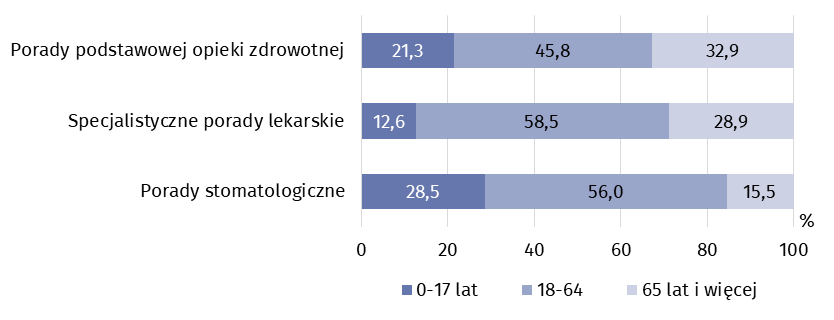 Porady podstawowej opieki zdrowotnej 21,3 45,8 32,9
Specjalistyczne porady lekarskie 12,6 58,5 28,9
Porady stomatologiczne 28,5 56,0 15,5
%
0 20 40 60 80 100
0-17 lat 18-64 65 lat i więcej